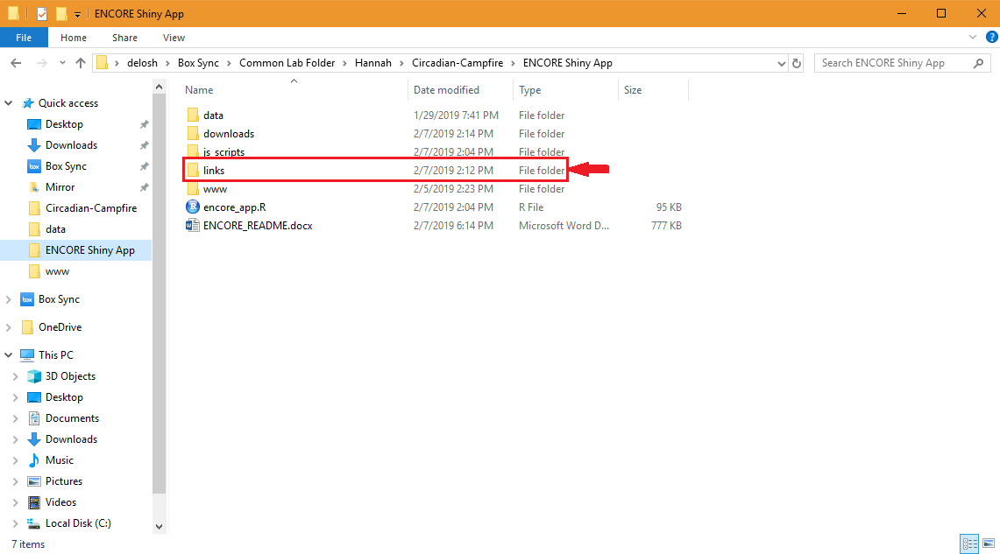 ENCORE Shiny App
File Home Share View
delosh Box Sync Common Lab Folder Hannah Circadian-Campfire ENCORE Shiny App Search ENCORE Shiny App
Name Date modified Type Size
Quick access
Desktop
Downloads
box Box Sync
Mirror
Circadian-Campfire
data
ENCORE Shiny App
www
box Box Sync
OneDrive
This PC
3D Objects
Desktop
Documents
Downloads
Music
Pictures
Videos
Local Disk (C:)
data 1/29/2019 7:41 PM File folder
downloads 2/7/2019 2:14 PM File folder
js_scripts 2/7/2019 2:04 PM File folder
links 2/7/2019 2:12 PM File folder
www 2/5/2019 2:23 PM File folder
R encore_app.R 2/7/2019 2:04 PM R File 95 KB
W ENCORE_README.docx 2/7/2019 6:14 PM Microsoft Word D... 777 KB
7 items